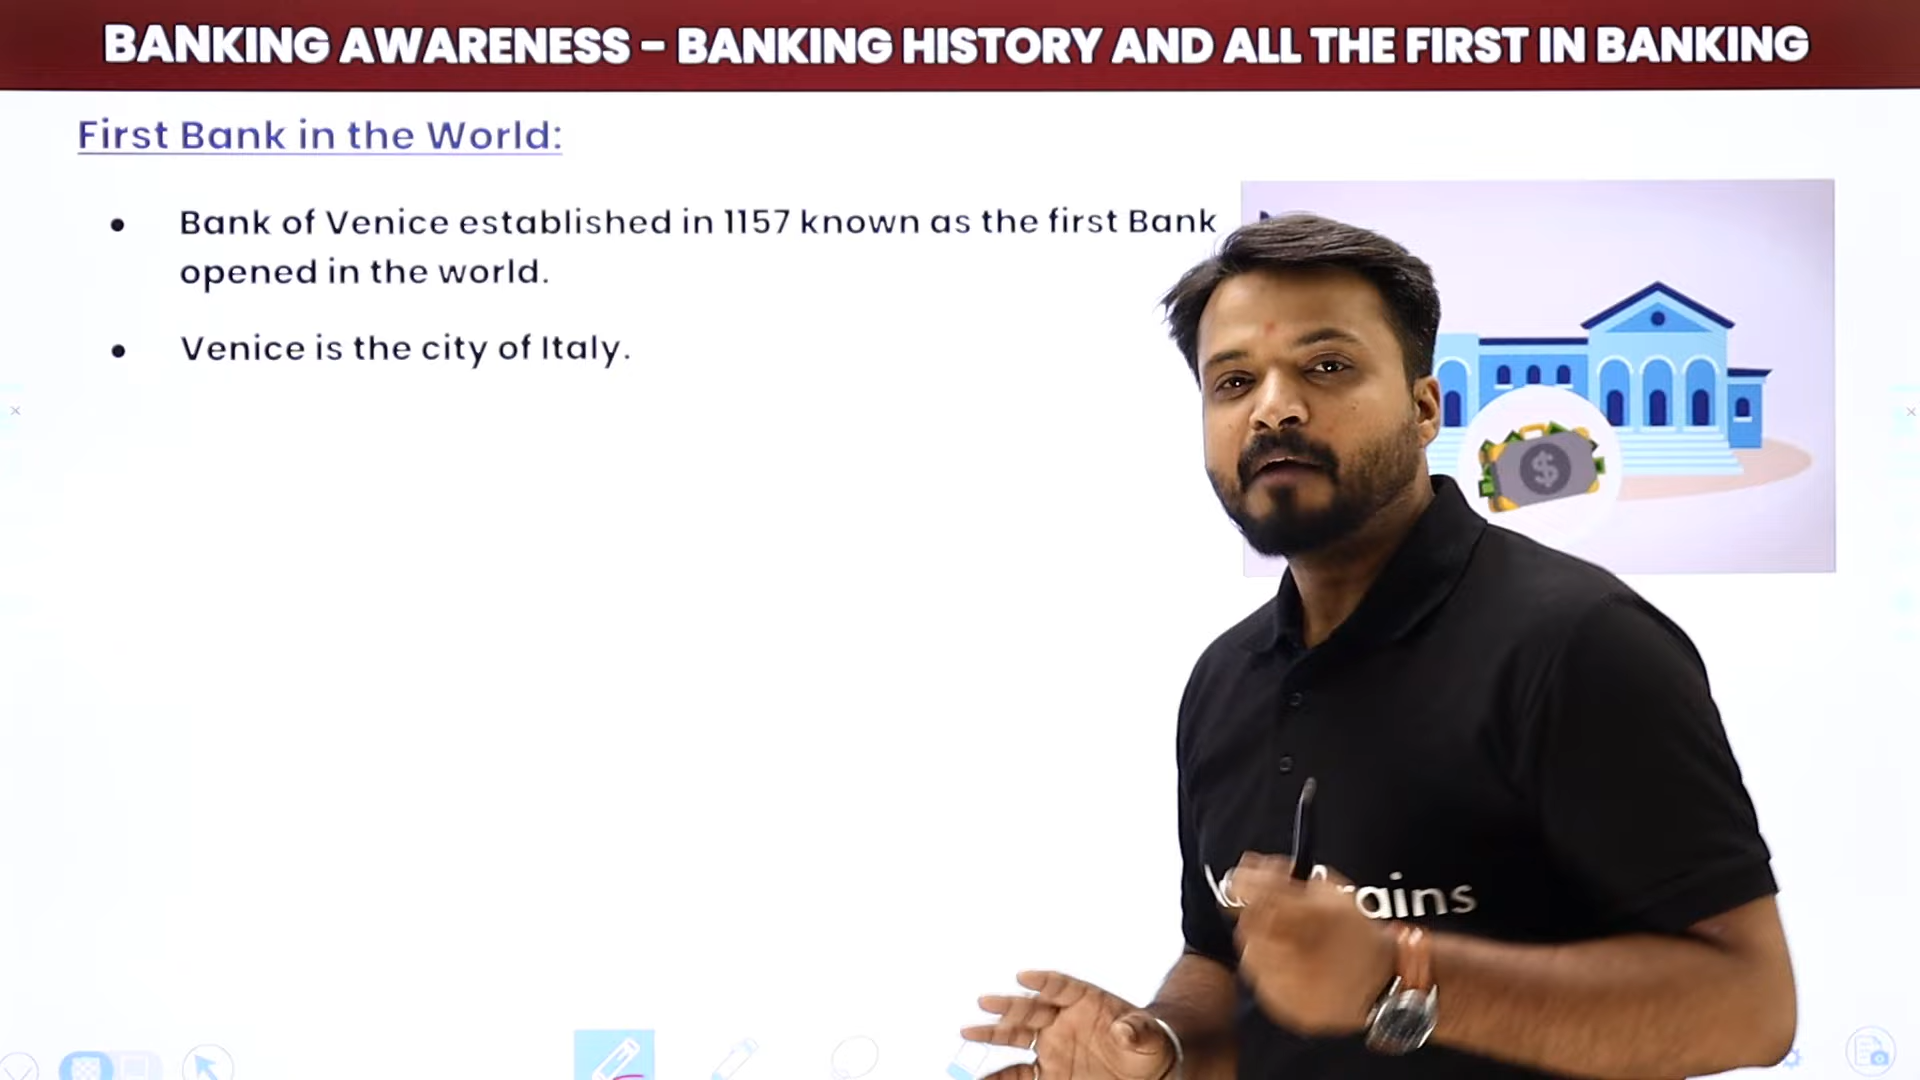 BANKING AWARENESS – BANKING HISTORY AND ALL THE FIRST IN BANKING
First Bank in the World:
• Bank of Venice established in 1157 known as the first Bank
opened in the world.
• Venice is the city of Italy.
$